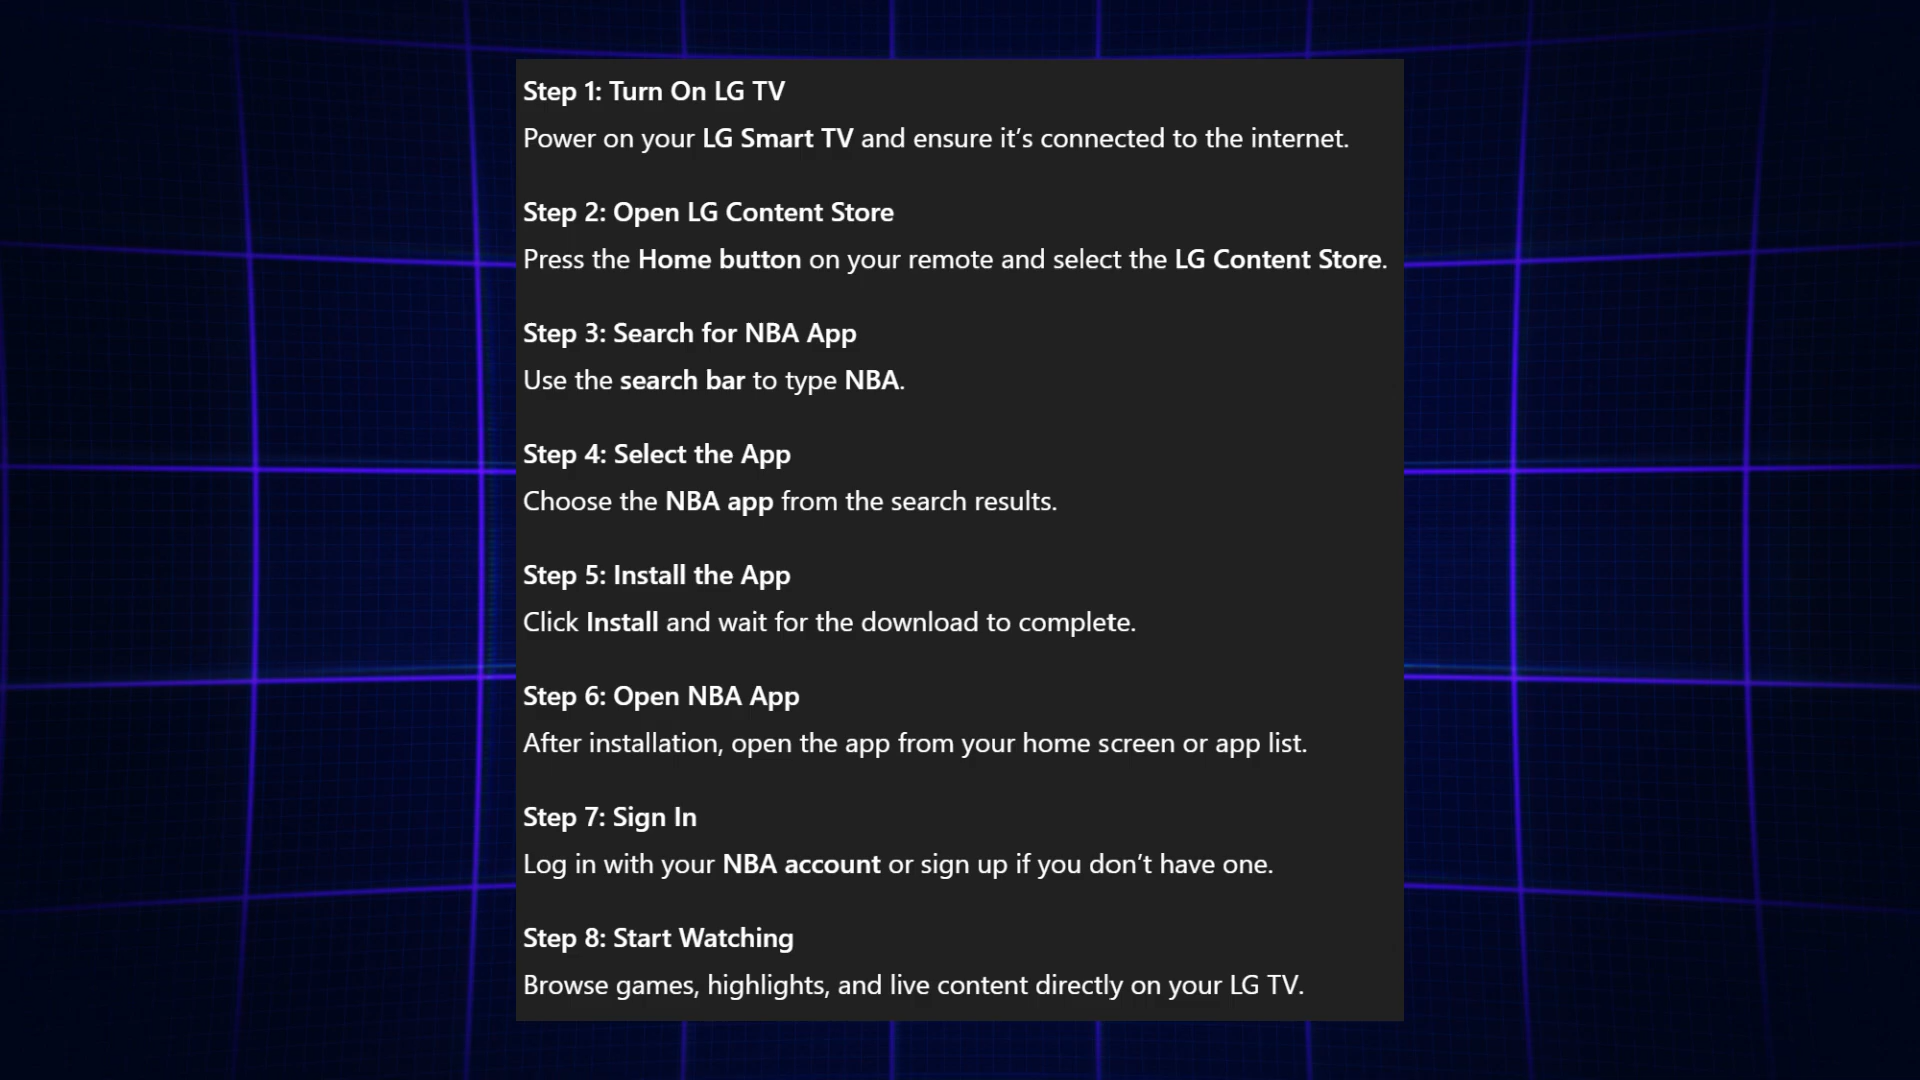 Step 1: Turn On LG TV
Power on your LG Smart TV and ensure it’s connected to the internet.
Step 2: Open LG Content Store
Press the Home button on your remote and select the LG Content Store.
Step 3: Search for NBA App
Use the search bar to type NBA.
Step 4: Select the App
Choose the NBA app from the search results.
Step 5: Install the App
Click Install and wait for the download to complete.
Step 6: Open NBA App
After installation, open the app from your home screen or app list.
Step 7: Sign In
Log in with your NBA account or sign up if you don’t have one.
Step 8: Start Watching
Browse games, highlights, and live content directly on your LG TV.